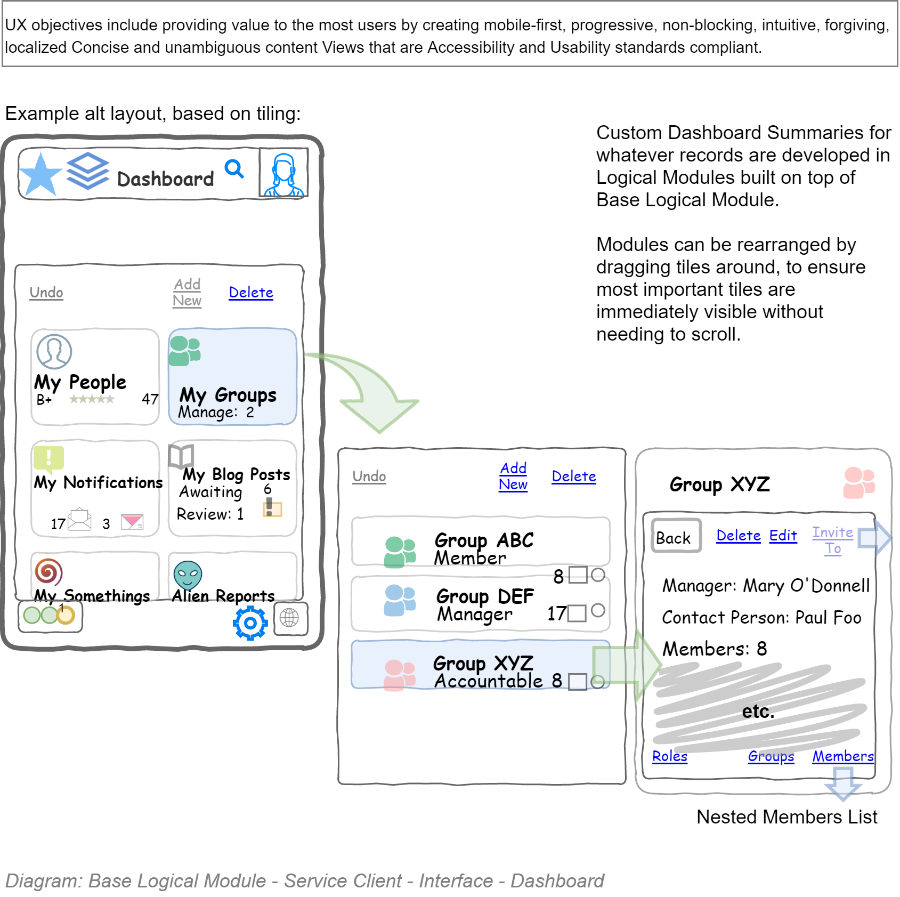 UX objectives include providing value to the most users by creating mobile-first, progressive, non-blocking, intuitive, forgiving,
localized Concise and unambiguous content Views that are Accessibility and Usability standards compliant.
Example alt layout, based on tiling:
Custom Dashboard Summaries for
whatever records are developed in
Logical Modules built on top of
Base Logical Module.
Modules can be rearranged by
dragging tiles around, to ensure
most important tiles are
immediately visible without
needing to scroll.
Dashboard
Undo
Add
New
Delete
My People
B+
47
My Groups
Manage: 2
My Notifications
17
3
My Blog Posts
Awaiting 6
Review: 1
My Somethings
1
Alien Reports
Undo
Add
New
Delete
Group ABC
Member
8
Group DEF
Manager
17
Group XYZ
Accountable 8
Group XYZ
Back
Delete
Edit
Invite
To
Manager: Mary O'Donnell
Contact Person: Paul Foo
Members: 8
etc.
Roles
Groups
Members
Nested Members List
Diagram: Base Logical Module - Service Client - Interface - Dashboard